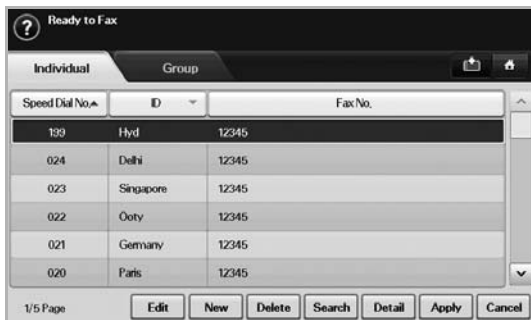 Ready to Fax
Individual Group
Speed Dial No. ID Fax No.
199 Hyd 12345
024 Delhi 12345
023 Singapore 12345
022 Ooty 12345
021 Germany 12345
020 Paris 12345
1/5 Page Edit New Delete Search Detail Apply Cancel